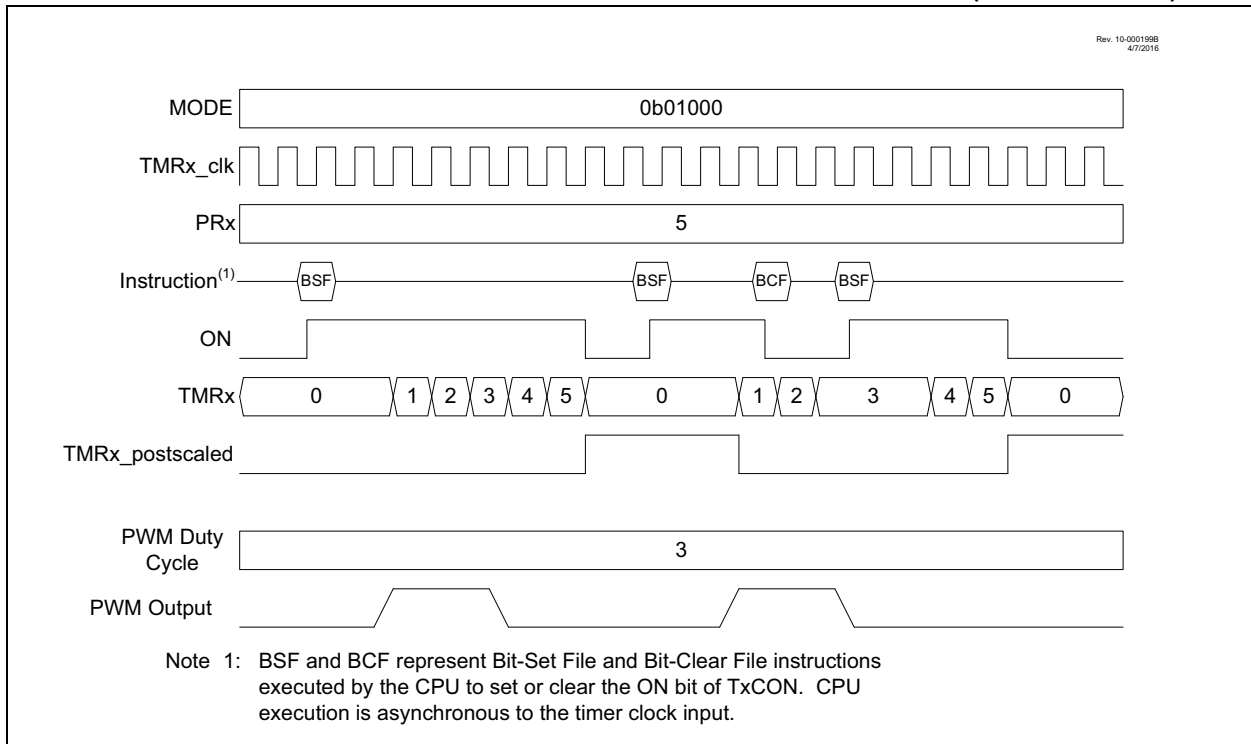 Rev. 10-000199B
4/7/2016
MODE 0b01000
TMRx_clk
PRx 5
Instruction(1) BSF BSF BCF BSF
ON
TMRx 0 1 2 3 4 5 0 1 2 3 4 5 0
TMRx_postscaled
PWM Duty
Cycle 3
PWM Output
Note 1: BSF and BCF represent Bit-Set File and Bit-Clear File instructions
executed by the CPU to set or clear the ON bit of TxCON. CPU
execution is asynchronous to the timer clock input.